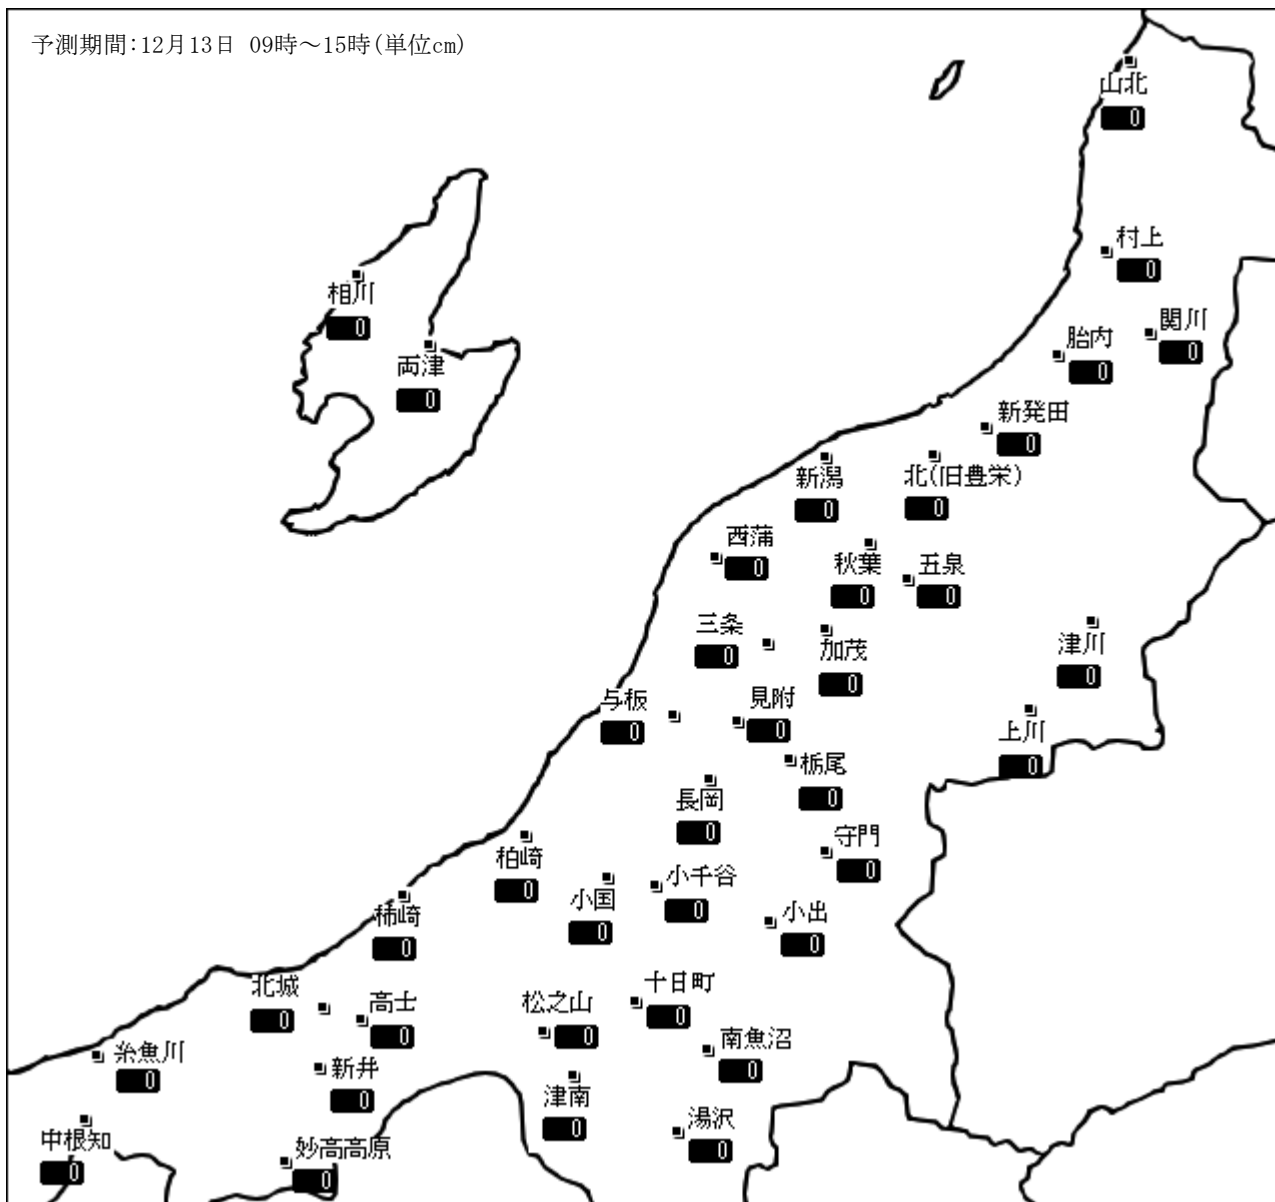 予測期間:12月13日 09時～15時(単位cm)
山北
0
村上
0
相川
0
関川
0
胎内
0
両津
0
新発田
0
新潟
0
北(旧豊栄)
0
西蒲
0
秋葉
0
五泉
0
三条
0
加茂
0
津川
0
与板
0
見附
0
上川
0
栃尾
0
長岡
0
守門
0
柏崎
0
小千谷
0
小国
0
小出
0
柿崎
0
北城
0
高士
0
松之山
0
十日町
0
南魚沼
0
糸魚川
0
新井
0
津南
0
湯沢
0
中根知
0
妙高高原
0